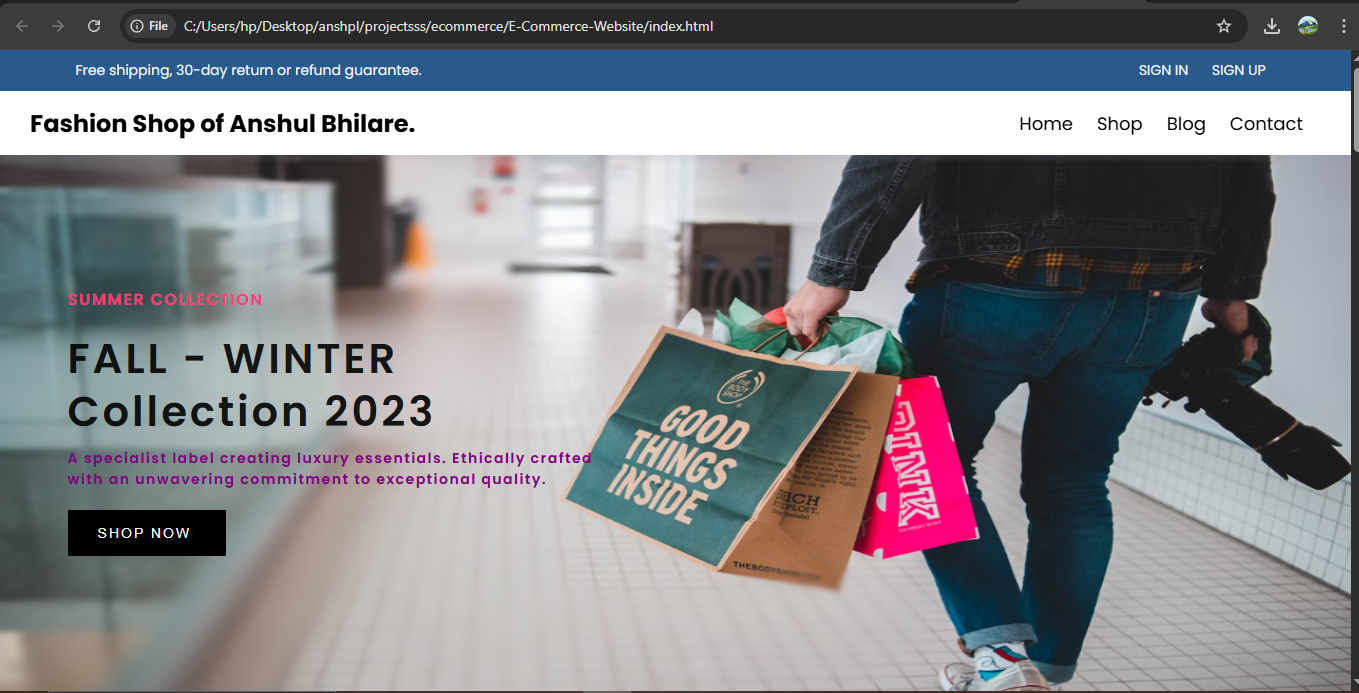 File C:/Users/hp/Desktop/anshpl/projectsss/ecommerce/E-Commerce-Website/index.html
Free shipping, 30-day return or refund guarantee. SIGN IN SIGN UP
Fashion Shop of Anshul Bhilare. Home Shop Blog Contact
SUMMER COLLECTION
FALL - WINTER
Collection 2023
A specialist label creating luxury essentials. Ethically crafted
with an unwavering commitment to exceptional quality.
SHOP NOW
THE
BODY
SHOP
GOOD
THINGS
INSIDE
PINK